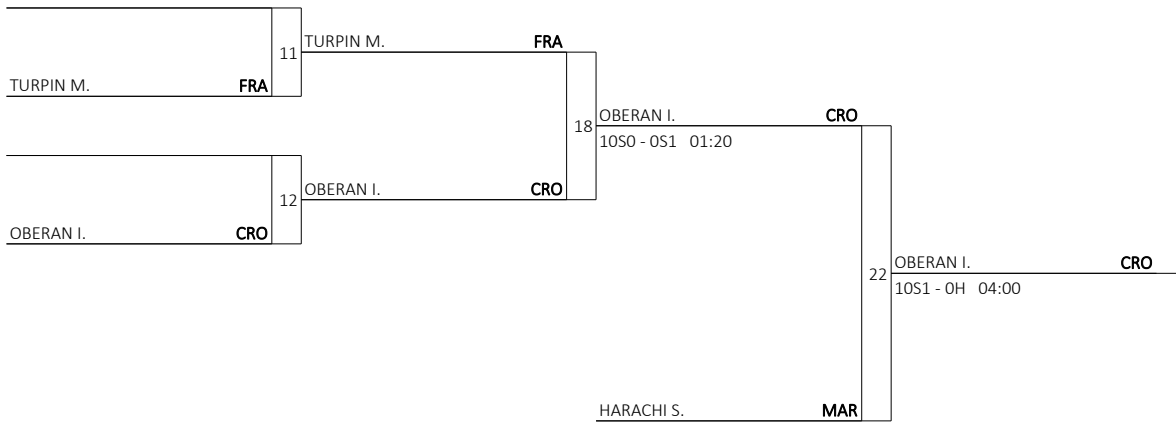 11 TURPIN M. FRA
TURPIN M. FRA
18 OBERAN I. CRO
10S0 - 0S1 01:20
12 OBERAN I. CRO
OBERAN I. CRO
22 OBERAN I. CRO
10S1 - 0H 04:00
HARACHI S. MAR